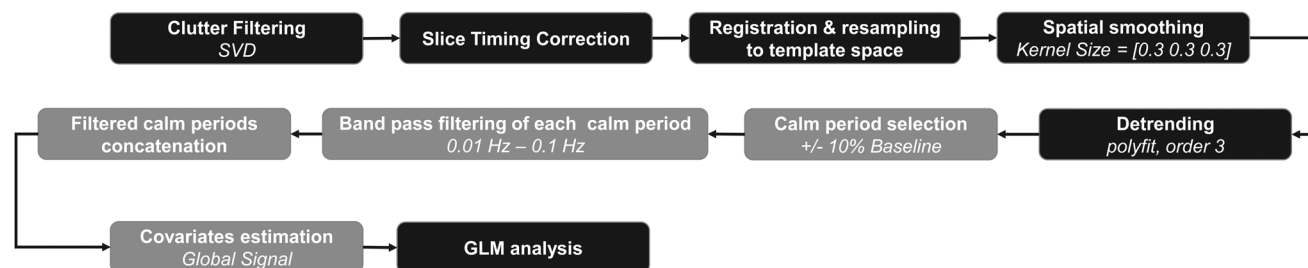 Clutter Filtering
SVD
Slice Timing Correction
Registration & resampling
to template space
Spatial smoothing
Kernel Size = [0.3 0.3 0.3]
Detrending
polyfit, order 3
Calm period selection
+/- 10% Baseline
Band pass filtering of each calm period
0.01 Hz – 0.1 Hz
Filtered calm periods
concatenation
Covariates estimation
Global Signal
GLM analysis